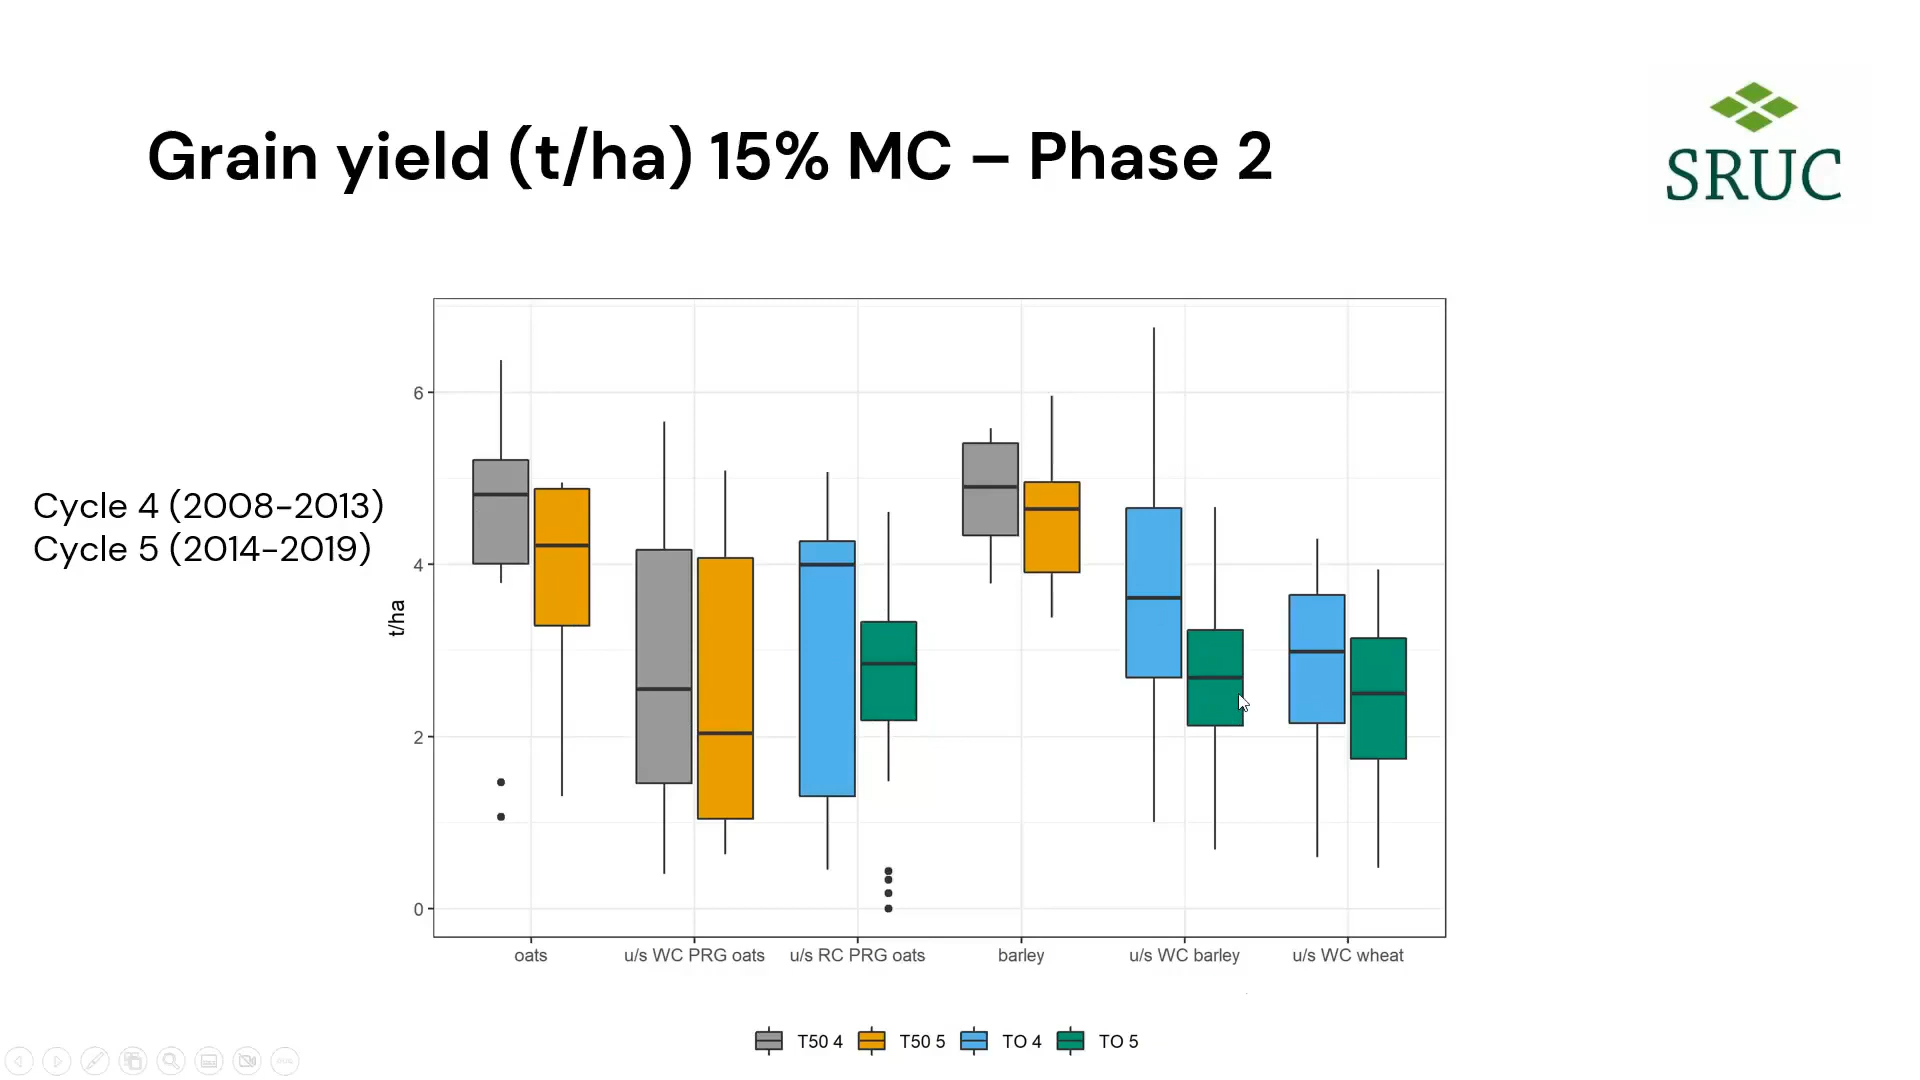 Grain yield (t/ha) 15% MC – Phase 2
SRUC
Cycle 4 (2008-2013)
Cycle 5 (2014-2019)
t/ha
6
4
2
0
oats
u/s WC PRG oats
u/s RC PRG oats
barley
u/s WC barley
u/s WC wheat
T50 4
T50 5
TO 4
TO 5